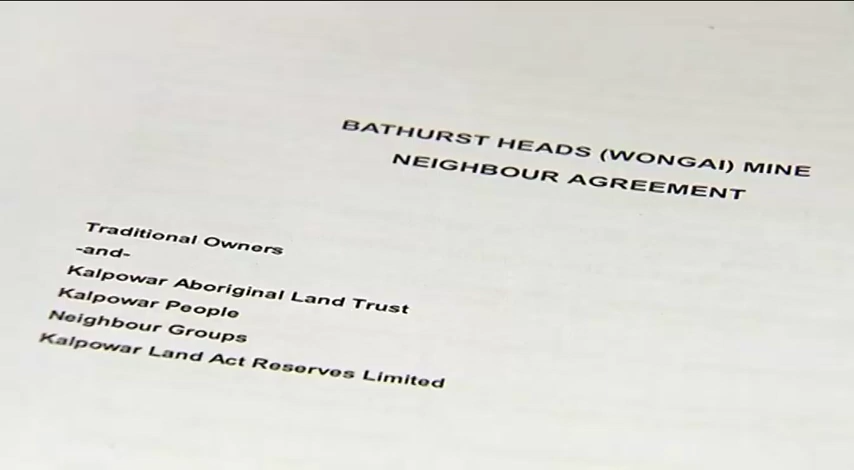 BATHURST HEADS (WONGAI) MINE
NEIGHBOUR AGREEMENT
Traditional Owners
-and-
Kalpowar Aboriginal Land Trust
Kalpowar People
Neighbour Groups
Kalpowar Land Act Reserves Limited